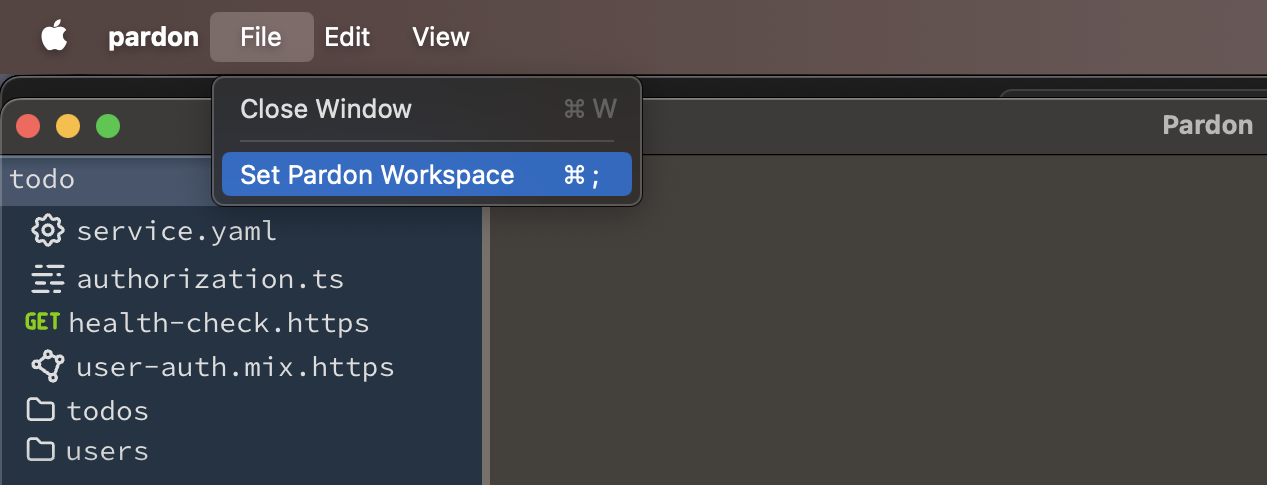 pardon File Edit View
Close Window ⌘ W
Pardon
Set Pardon Workspace ⌘ ;
todo
service.yaml
authorization.ts
GET health-check.https
user-auth.mix.https
todos
users